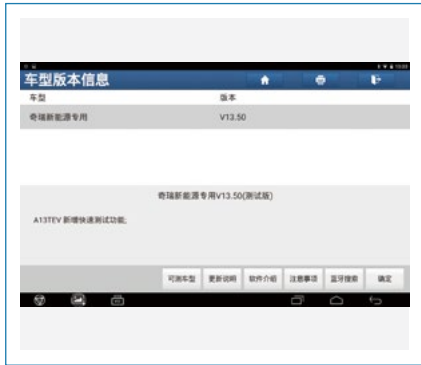 车型版本信息
车型 版本
奇瑞新能源专用 V13.50
奇瑞新能源专用V13.50(测试版)
A13TEV 新增快速测试功能;
可测车型 更新说明 软件介绍 注意事项 蓝牙搜索 确定